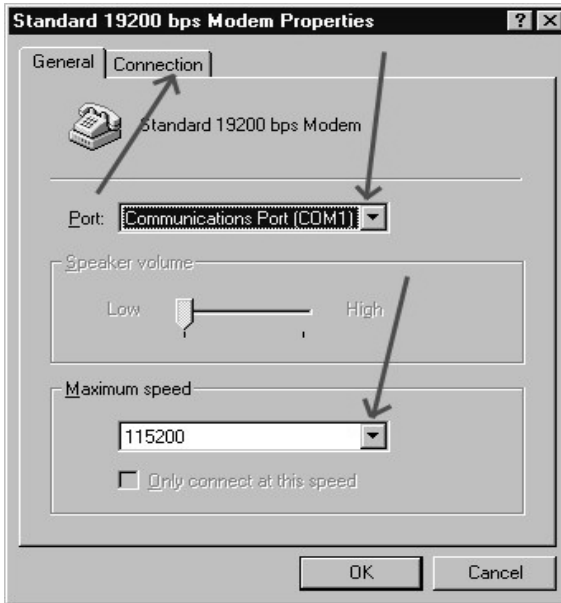 Standard 19200 bps Modem Properties
General Connection
Standard 19200 bps Modem
Port: Communications Port (COM1)
Speaker volume
Low High
Maximum speed
115200
Only connect at this speed
OK Cancel